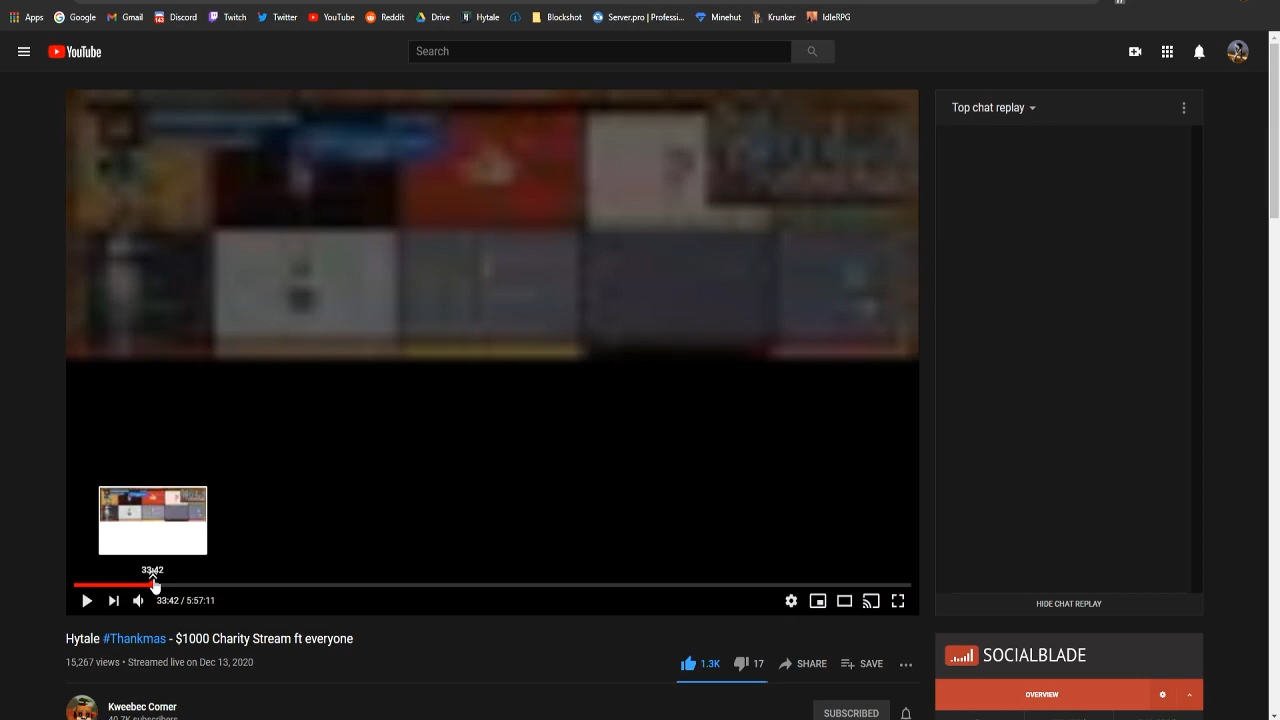 Apps Google Gmail Discord Twitch Twitter YouTube Reddit Drive Hytale Blockshot Server.pro | Professi... Minehut Krunker IdleRPG
YouTube
Search
Top chat replay
33:42
33:42 / 5:57:11
HIDE CHAT REPLAY
Hytale #Thankmas - $1000 Charity Stream ft everyone
15,267 views • Streamed live on Dec 13, 2020
1.3K 17 SHARE SAVE
SOCIALBLADE
OVERVIEW
Kweebec Corner
40.7K subscribers
SUBSCRIBED